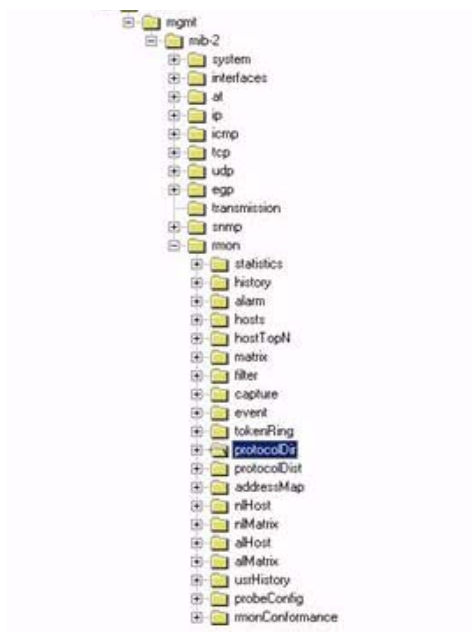 mgmt
mib-2
system
interfaces
at
ip
icmp
tcp
udp
egp
transmission
snmp
rmon
statistics
history
alarm
hosts
hostTopN
matrix
filter
capture
event
tokenRing
protocolDir
protocolDist
addressMap
nlHost
nlMatrix
alHost
alMatrix
usrHistory
probeConfig
rmonConformance